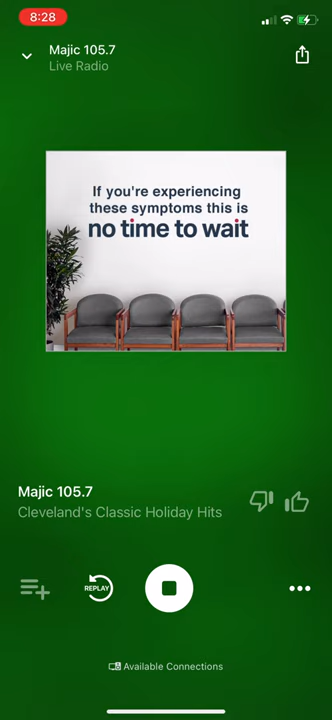 8:28
Majic 105.7
Live Radio
If you're experiencing
these symptoms this is
no time to wait
Majic 105.7
Cleveland's Classic Holiday Hits
REPLAY
Available Connections